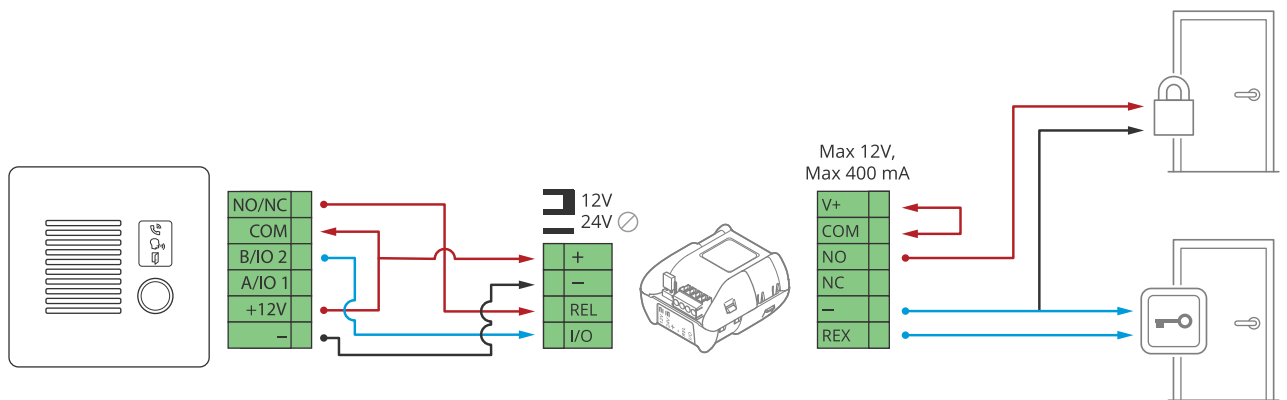 NO/NC
COM
B/IO 2
A/IO 1
+12V
–
12V
24V
+
–
REL
I/O
Max 12V,
Max 400 mA
V+
COM
NO
NC
–
REX